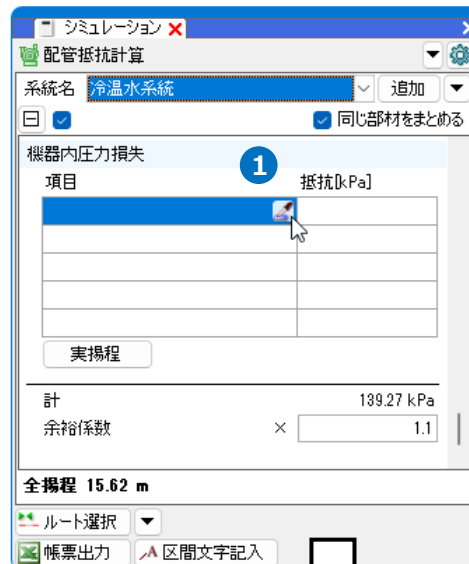 シミュレーション
配管抵抗計算
系統名 冷温水系統 追加
同じ部材をまとめる
機器内圧力損失
1
項目 抵抗[kPa]
実揚程
計 139.27 kPa
余裕係数 × 1.1
全揚程 15.62 m
ルート選択
帳票出力 区間文字記入